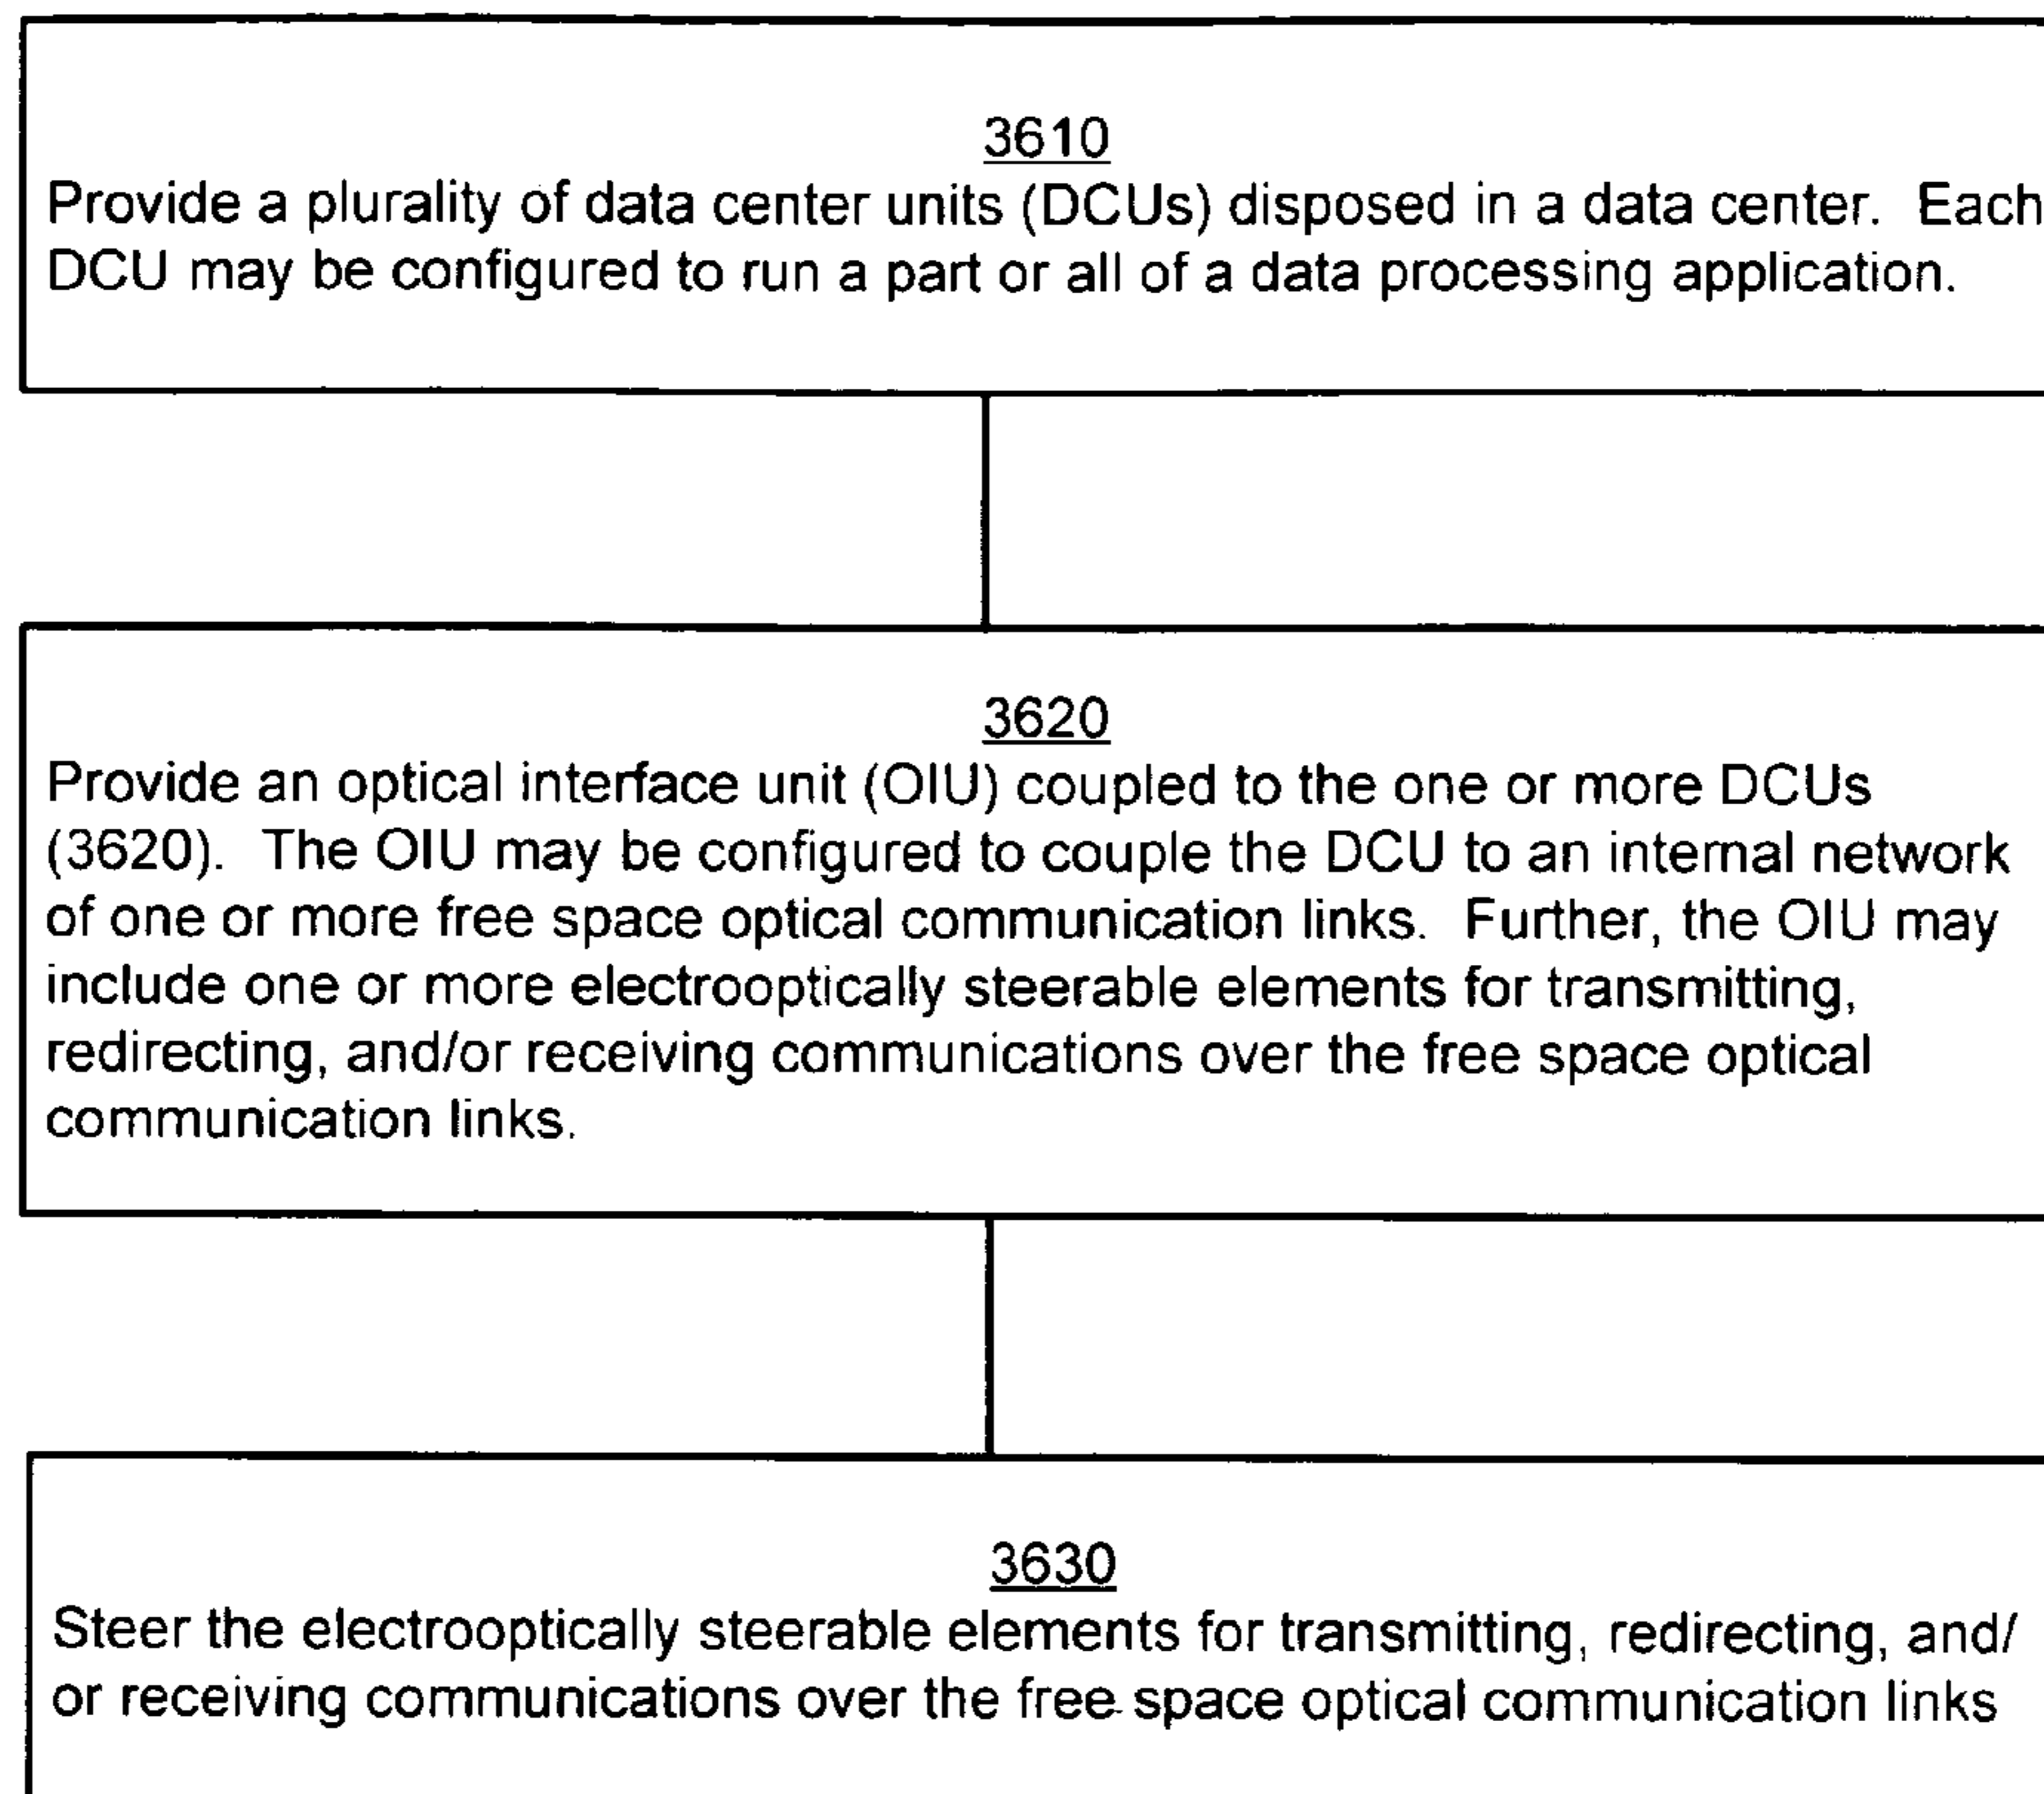 3610
Provide a plurality of data center units (DCUs) disposed in a data center. Each
DCU may be configured to run a part or all of a data processing application.
3620
Provide an optical interface unit (OIU) coupled to the one or more DCUs
(3620). The OIU may be configured to couple the DCU to an internal network
of one or more free space optical communication links. Further, the OIU may
include one or more electrooptically steerable elements for transmitting,
redirecting, and/or receiving communications over the free space optical
communication links.
3630
Steer the electrooptically steerable elements for transmitting, redirecting, and/
or receiving communications over the free space optical communication links